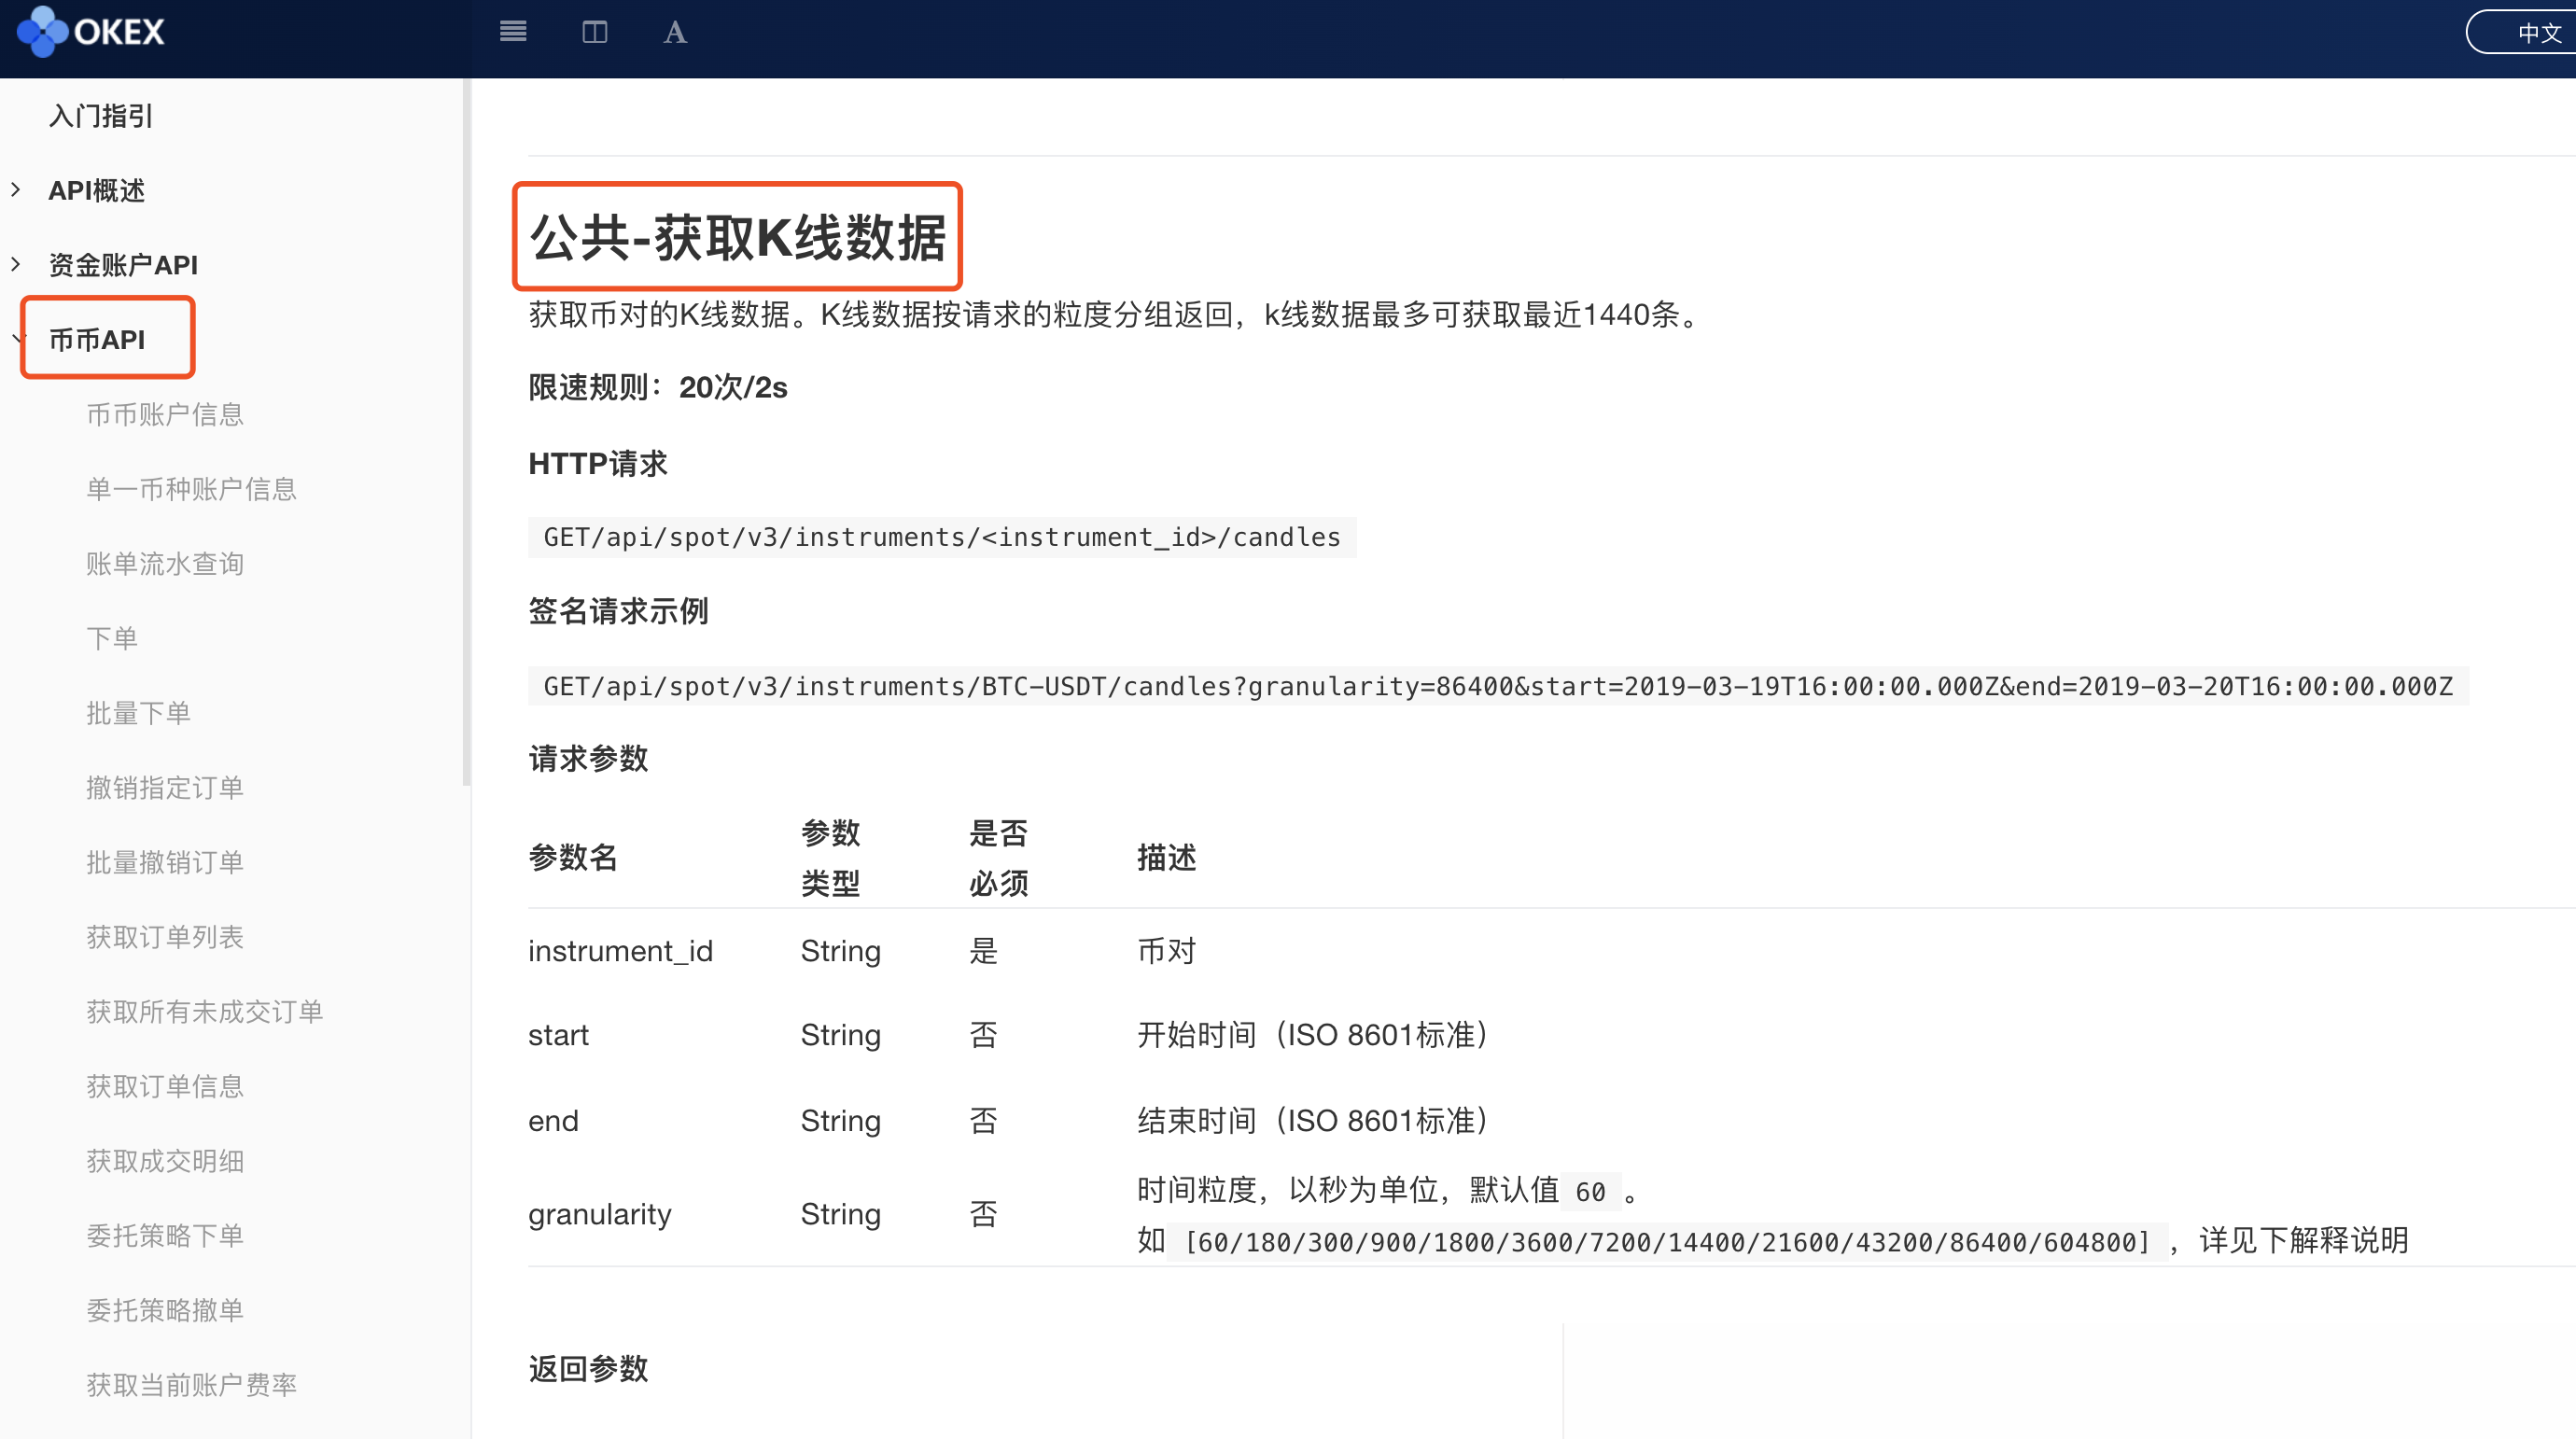 OKEX
A
中文
入门指引
API概述
资金账户API
币币API
币币账户信息
单一币种账户信息
账单流水查询
下单
批量下单
撤销指定订单
批量撤销订单
获取订单列表
获取所有未成交订单
获取订单信息
获取成交明细
委托策略下单
委托策略撤单
获取当前账户费率
公共-获取K线数据
获取币对的K线数据。K线数据按请求的粒度分组返回，k线数据最多可获取最近1440条。
限速规则：20次/2s
HTTP请求
GET/api/spot/v3/instruments/<instrument_id>/candles
签名请求示例
GET/api/spot/v3/instruments/BTC-USDT/candles?granularity=86400&start=2019-03-19T16:00:00.000Z&end=2019-03-20T16:00:00.000Z
请求参数
参数名 参数类型 是否必须 描述
instrument_id String 是 币对
start String 否 开始时间（ISO 8601标准）
end String 否 结束时间（ISO 8601标准）
granularity String 否 时间粒度，以秒为单位，默认值 60 。
如 [60/180/300/900/1800/3600/7200/14400/21600/43200/86400/604800] ，详见下解释说明
返回参数